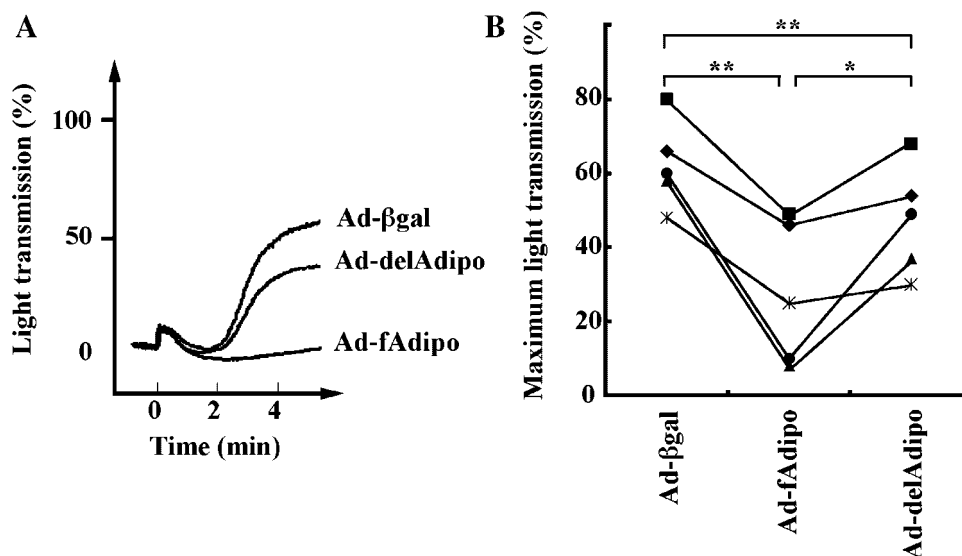 A
Light transmission (%)
100
50
0
Ad-βgal
Ad-delAdipo
Ad-fAdipo
0 2 4
Time (min)
B
Maximum light transmission (%)
80
60
40
20
0
**
** *
Ad-βgal
Ad-fAdipo
Ad-delAdipo